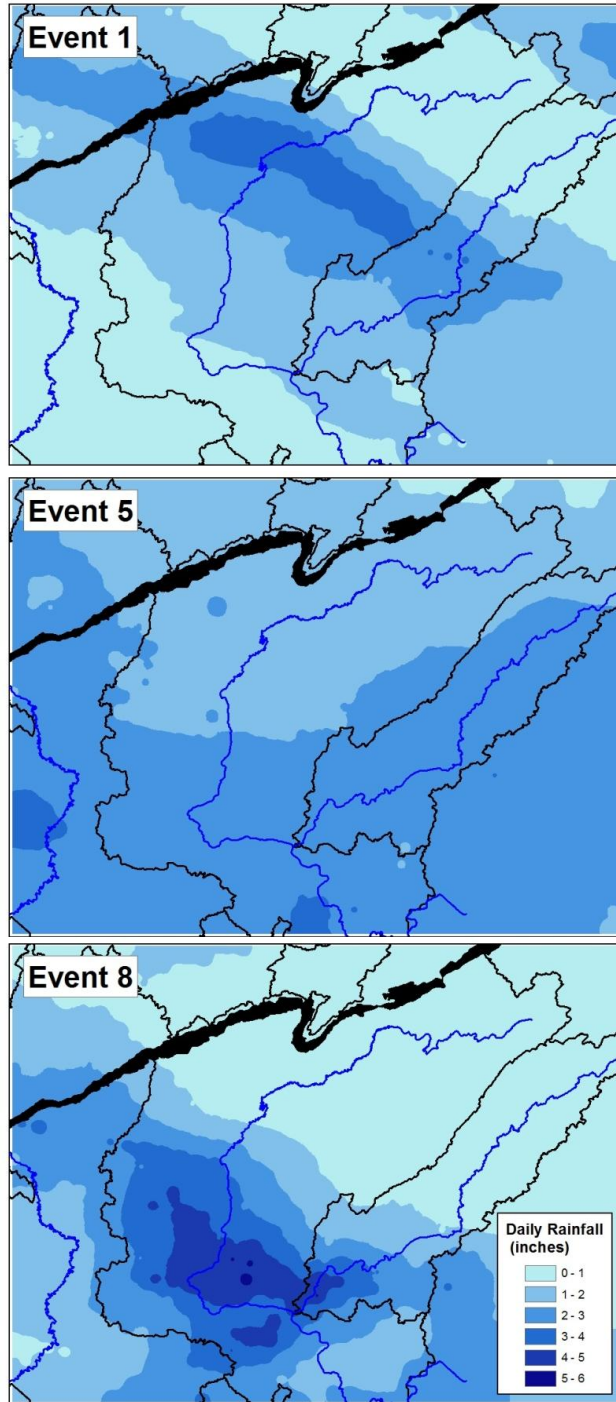 Event 1
Event 5
Event 8
Daily Rainfall
(inches)
0 - 1
1 - 2
2 - 3
3 - 4
4 - 5
5 - 6